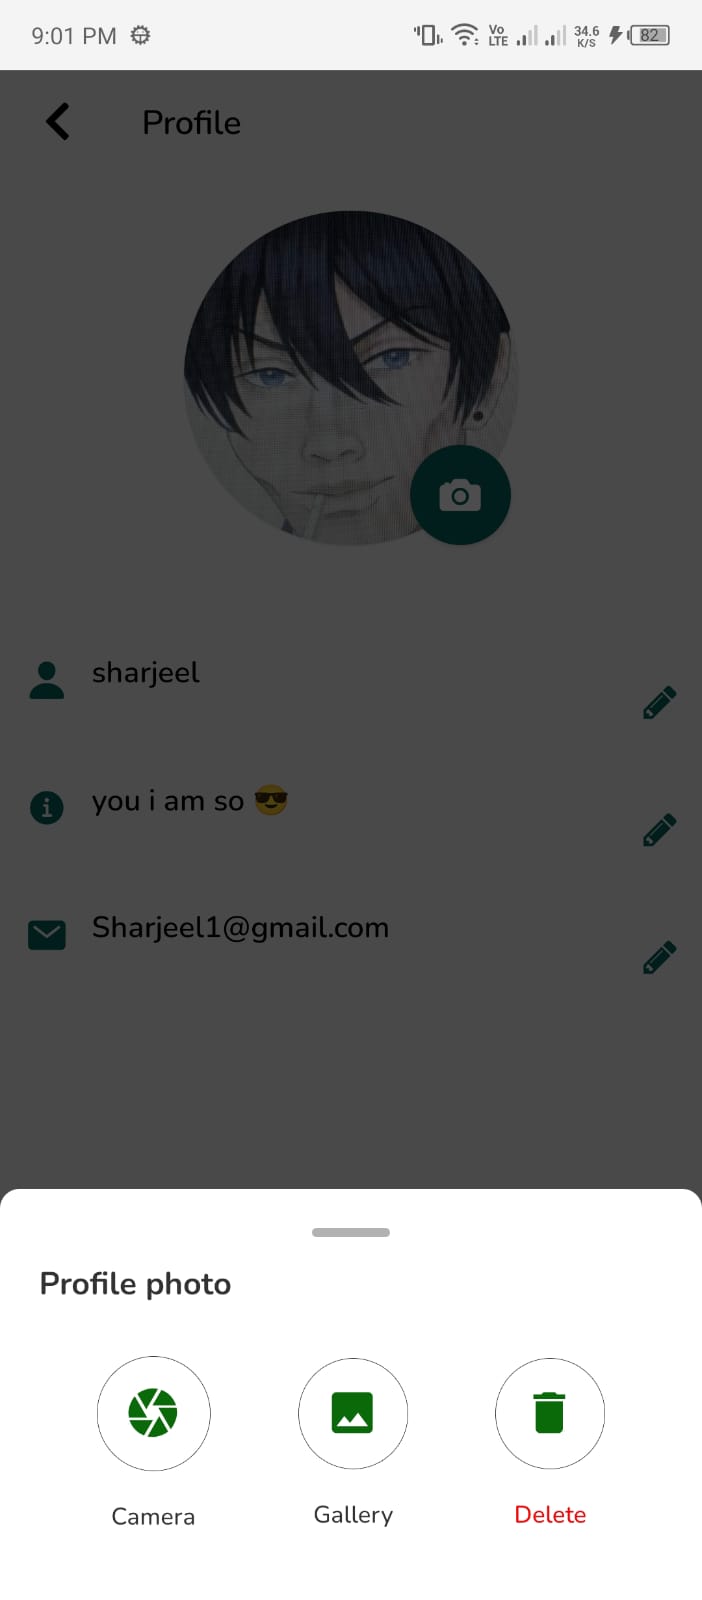 9:01 PM Vo LTE 34.6 K/S 82
Profile
sharjeel
you i am so 😎
Sharjeel1@gmail.com
Profile photo
Camera Gallery Delete